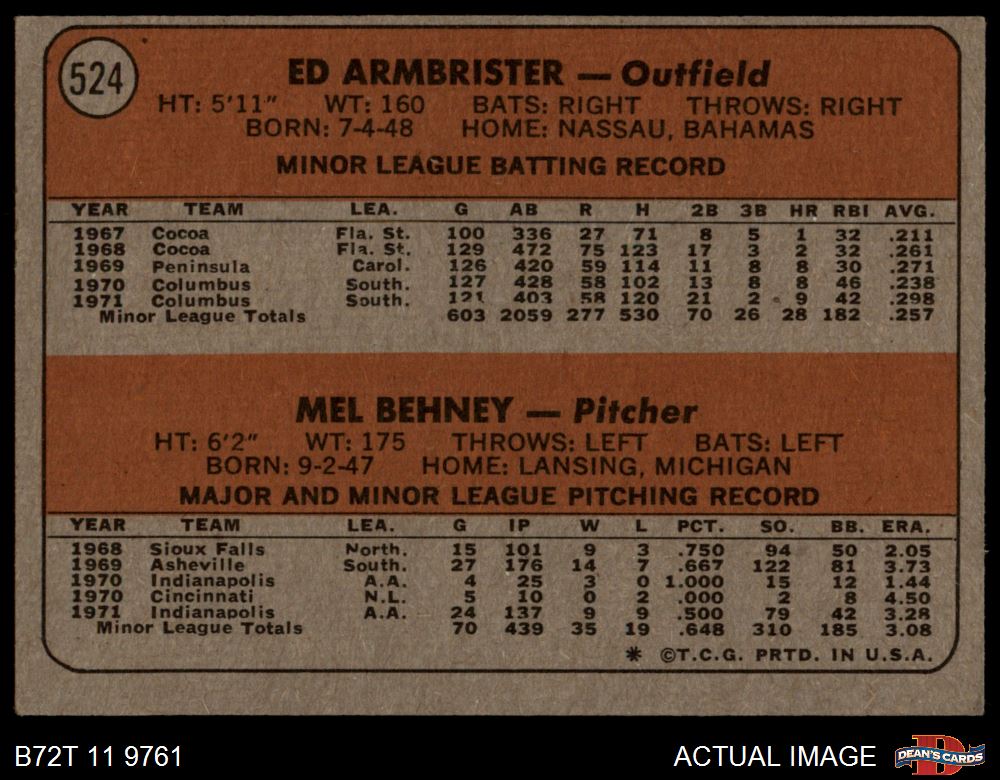 524
ED ARMBRISTER — Outfield
HT: 5'11" WT: 160 BATS: RIGHT THROWS: RIGHT
BORN: 7-4-48 HOME: NASSAU, BAHAMAS
MINOR LEAGUE BATTING RECORD
YEAR TEAM LEA. G AB R H 2B 3B HR RBI AVG.
1967 Cocoa Fla. St. 100 336 27 71 8 5 1 32 .211
1968 Cocoa Fla. St. 129 472 75 123 17 3 2 32 .261
1969 Peninsula Carol. 126 420 59 114 11 8 8 30 .271
1970 Columbus South. 127 428 58 102 13 8 8 46 .238
1971 Columbus South. 121 403 58 120 21 2 9 42 .298
Minor League Totals 603 2059 277 530 70 26 28 182 .257
MEL BEHNEY — Pitcher
HT: 6'2" WT: 175 THROWS: LEFT BATS: LEFT
BORN: 9-2-47 HOME: LANSING, MICHIGAN
MAJOR AND MINOR LEAGUE PITCHING RECORD
YEAR TEAM LEA. G IP W L PCT. SO. BB. ERA.
1968 Sioux Falls North. 15 101 9 3 .750 94 50 2.05
1969 Asheville South. 27 176 14 7 .667 122 81 3.73
1970 Indianapolis A.A. 4 25 3 0 1.000 15 12 1.44
1970 Cincinnati N.L. 5 10 0 2 .000 2 8 4.50
1971 Indianapolis A.A. 24 137 9 9 .500 79 42 3.28
Minor League Totals 70 439 35 19 .648 310 185 3.08
* ©T.C.G. PRTD. IN U.S.A.
B72T 11 9761 ACTUAL IMAGE DEAN'S CARDS